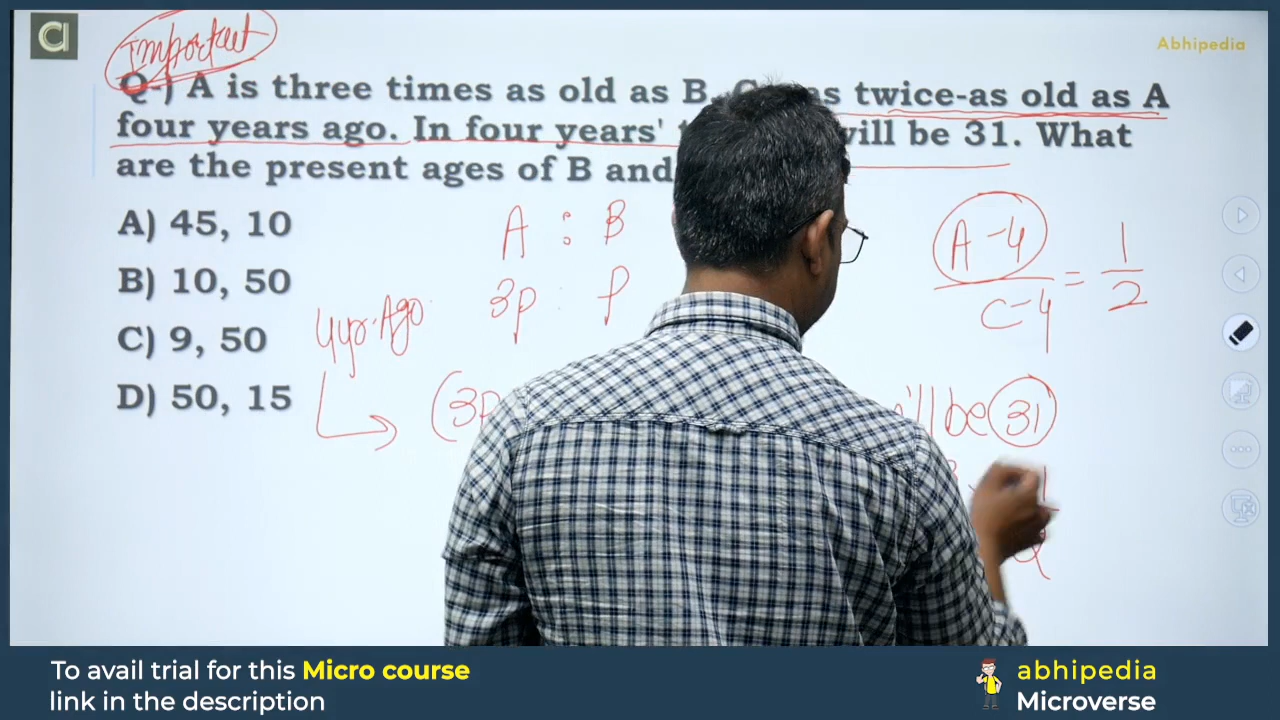 Important
Abhipedia
Q-) A is three times as old as B. C twice-as old as A
four years ago. In four years' will be 31. What
are the present ages of B and
A) 45, 10
B) 10, 50
C) 9, 50
D) 50, 15
A : B
3p : p
A-4
c-4
= 1
2
4yr. Ago
(3p
'll be 31
To avail trial for this Micro course
link in the description
abhipedia
Microverse